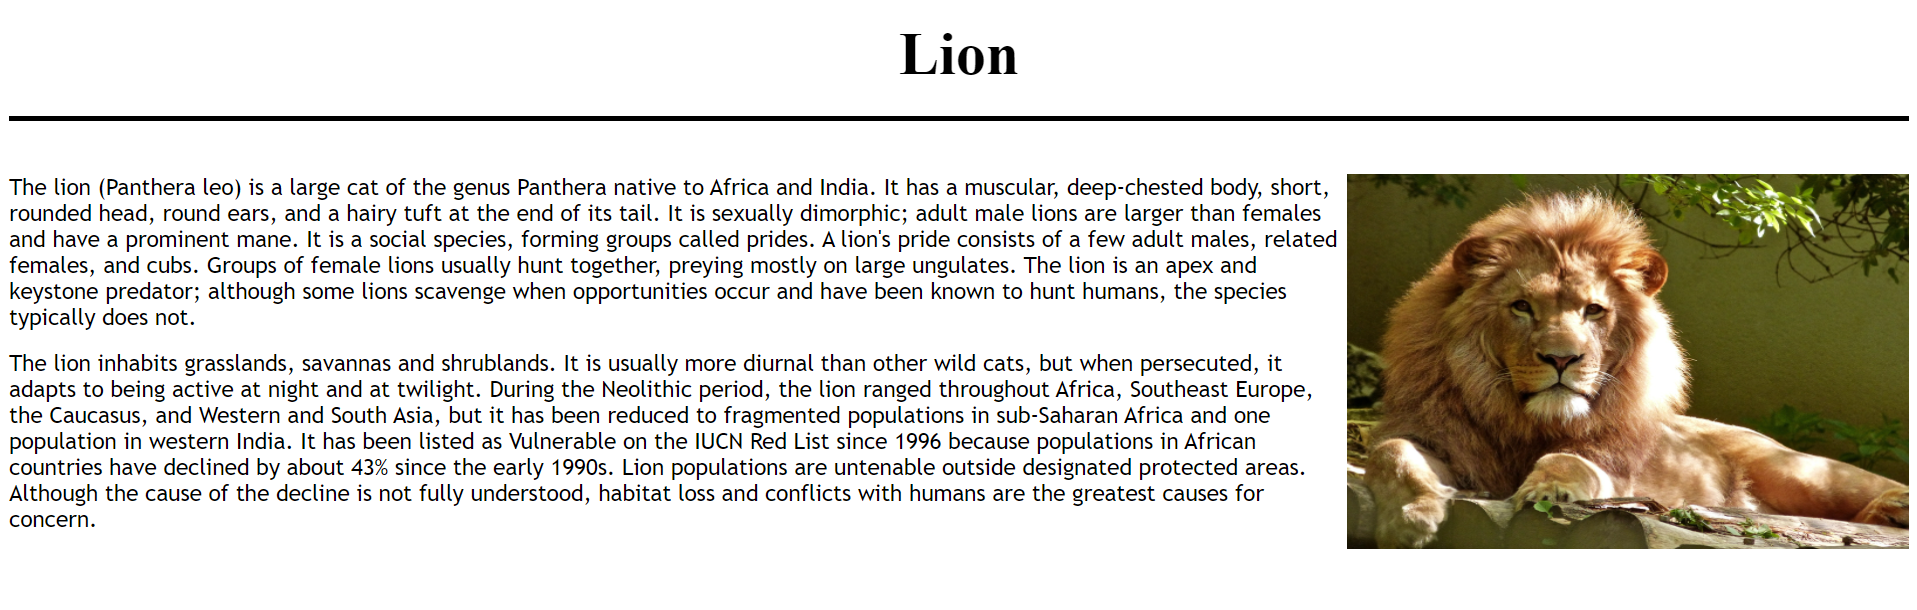 Lion
The lion (Panthera leo) is a large cat of the genus Panthera native to Africa and India. It has a muscular, deep-chested body, short,
rounded head, round ears, and a hairy tuft at the end of its tail. It is sexually dimorphic; adult male lions are larger than females
and have a prominent mane. It is a social species, forming groups called prides. A lion's pride consists of a few adult males, related
females, and cubs. Groups of female lions usually hunt together, preying mostly on large ungulates. The lion is an apex and
keystone predator; although some lions scavenge when opportunities occur and have been known to hunt humans, the species
typically does not.
The lion inhabits grasslands, savannas and shrublands. It is usually more diurnal than other wild cats, but when persecuted, it
adapts to being active at night and at twilight. During the Neolithic period, the lion ranged throughout Africa, Southeast Europe,
the Caucasus, and Western and South Asia, but it has been reduced to fragmented populations in sub-Saharan Africa and one
population in western India. It has been listed as Vulnerable on the IUCN Red List since 1996 because populations in African
countries have declined by about 43% since the early 1990s. Lion populations are untenable outside designated protected areas.
Although the cause of the decline is not fully understood, habitat loss and conflicts with humans are the greatest causes for
concern.